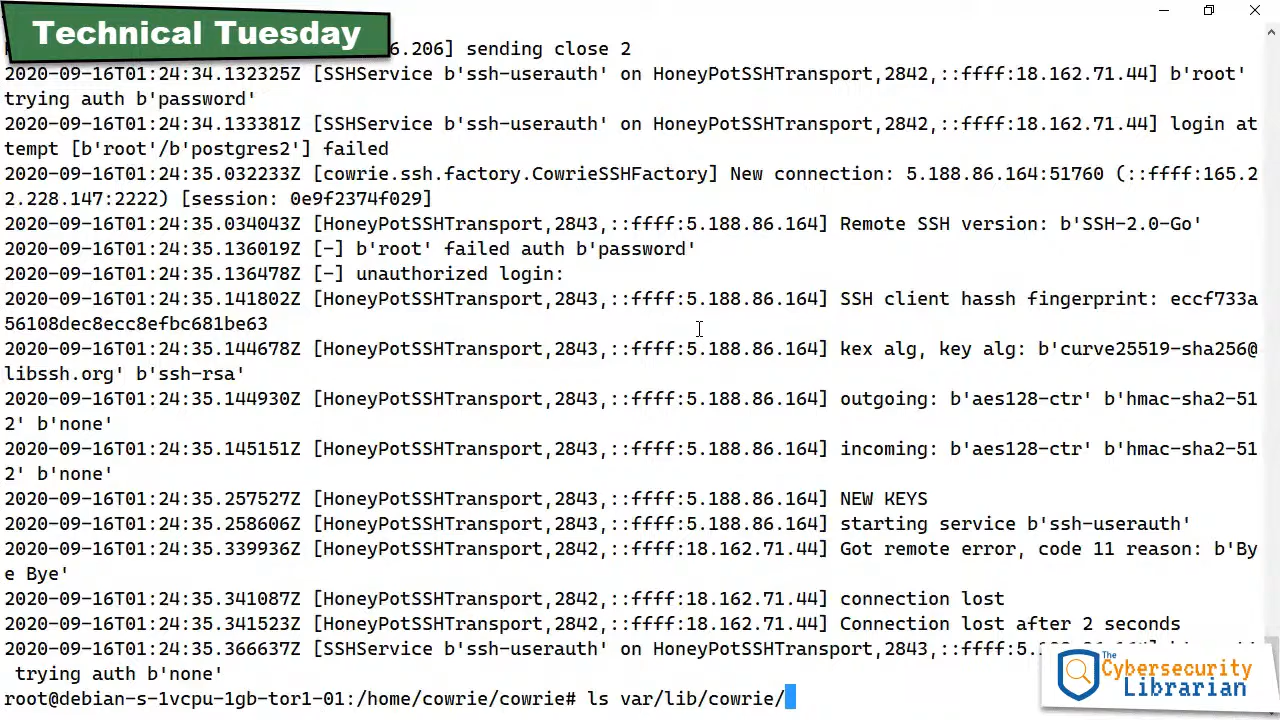 Technical Tuesday
6.206] sending close 2
2020-09-16T01:24:34.132325Z [SSHService b'ssh-userauth' on HoneyPotSSHTransport,2842,::ffff:18.162.71.44] b'root'
trying auth b'password'
2020-09-16T01:24:34.133381Z [SSHService b'ssh-userauth' on HoneyPotSSHTransport,2842,::ffff:18.162.71.44] login at
tempt [b'root'/b'postgres2'] failed
2020-09-16T01:24:35.032233Z [cowrie.ssh.factory.CowrieSSHFactory] New connection: 5.188.86.164:51760 (::ffff:165.2
2.228.147:2222) [session: 0e9f2374f029]
2020-09-16T01:24:35.034043Z [HoneyPotSSHTransport,2843,::ffff:5.188.86.164] Remote SSH version: b'SSH-2.0-Go'
2020-09-16T01:24:35.136019Z [-] b'root' failed auth b'password'
2020-09-16T01:24:35.136478Z [-] unauthorized login:
2020-09-16T01:24:35.141802Z [HoneyPotSSHTransport,2843,::ffff:5.188.86.164] SSH client hassh fingerprint: eccf733a
56108dec8ecc8efbc681be63
2020-09-16T01:24:35.144678Z [HoneyPotSSHTransport,2843,::ffff:5.188.86.164] kex alg, key alg: b'curve25519-sha256@
libssh.org' b'ssh-rsa'
2020-09-16T01:24:35.144930Z [HoneyPotSSHTransport,2843,::ffff:5.188.86.164] outgoing: b'aes128-ctr' b'hmac-sha2-51
2' b'none'
2020-09-16T01:24:35.145151Z [HoneyPotSSHTransport,2843,::ffff:5.188.86.164] incoming: b'aes128-ctr' b'hmac-sha2-51
2' b'none'
2020-09-16T01:24:35.257527Z [HoneyPotSSHTransport,2843,::ffff:5.188.86.164] NEW KEYS
2020-09-16T01:24:35.258606Z [HoneyPotSSHTransport,2843,::ffff:5.188.86.164] starting service b'ssh-userauth'
2020-09-16T01:24:35.339936Z [HoneyPotSSHTransport,2842,::ffff:18.162.71.44] Got remote error, code 11 reason: b'By
e Bye'
2020-09-16T01:24:35.341087Z [HoneyPotSSHTransport,2842,::ffff:18.162.71.44] connection lost
2020-09-16T01:24:35.341523Z [HoneyPotSSHTransport,2842,::ffff:18.162.71.44] Connection lost after 2 seconds
2020-09-16T01:24:35.366637Z [SSHService b'ssh-userauth' on HoneyPotSSHTransport,2843,::ffff:5.
trying auth b'none'
root@debian-s-1vcpu-1gb-tor1-01:/home/cowrie/cowrie# ls var/lib/cowrie/
The
Cybersecurity
Librarian